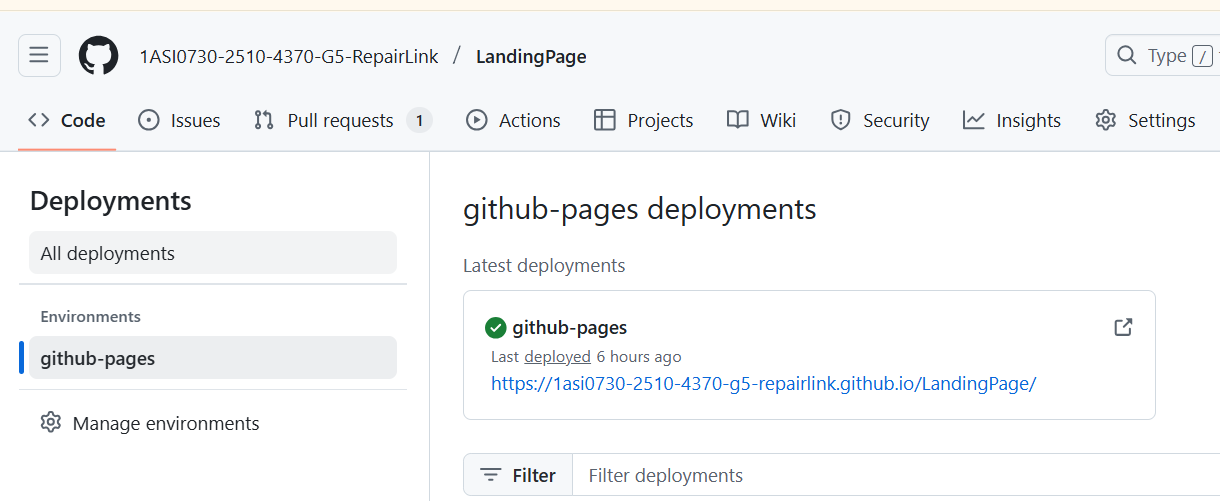 1ASI0730-2510-4370-G5-RepairLink / LandingPage
Type /
Code Issues Pull requests 1 Actions Projects Wiki Security Insights Settings
Deployments
All deployments
Environments
github-pages
Manage environments
github-pages deployments
Latest deployments
github-pages
Last deployed 6 hours ago
https://1asi0730-2510-4370-g5-repairlink.github.io/LandingPage/
Filter Filter deployments